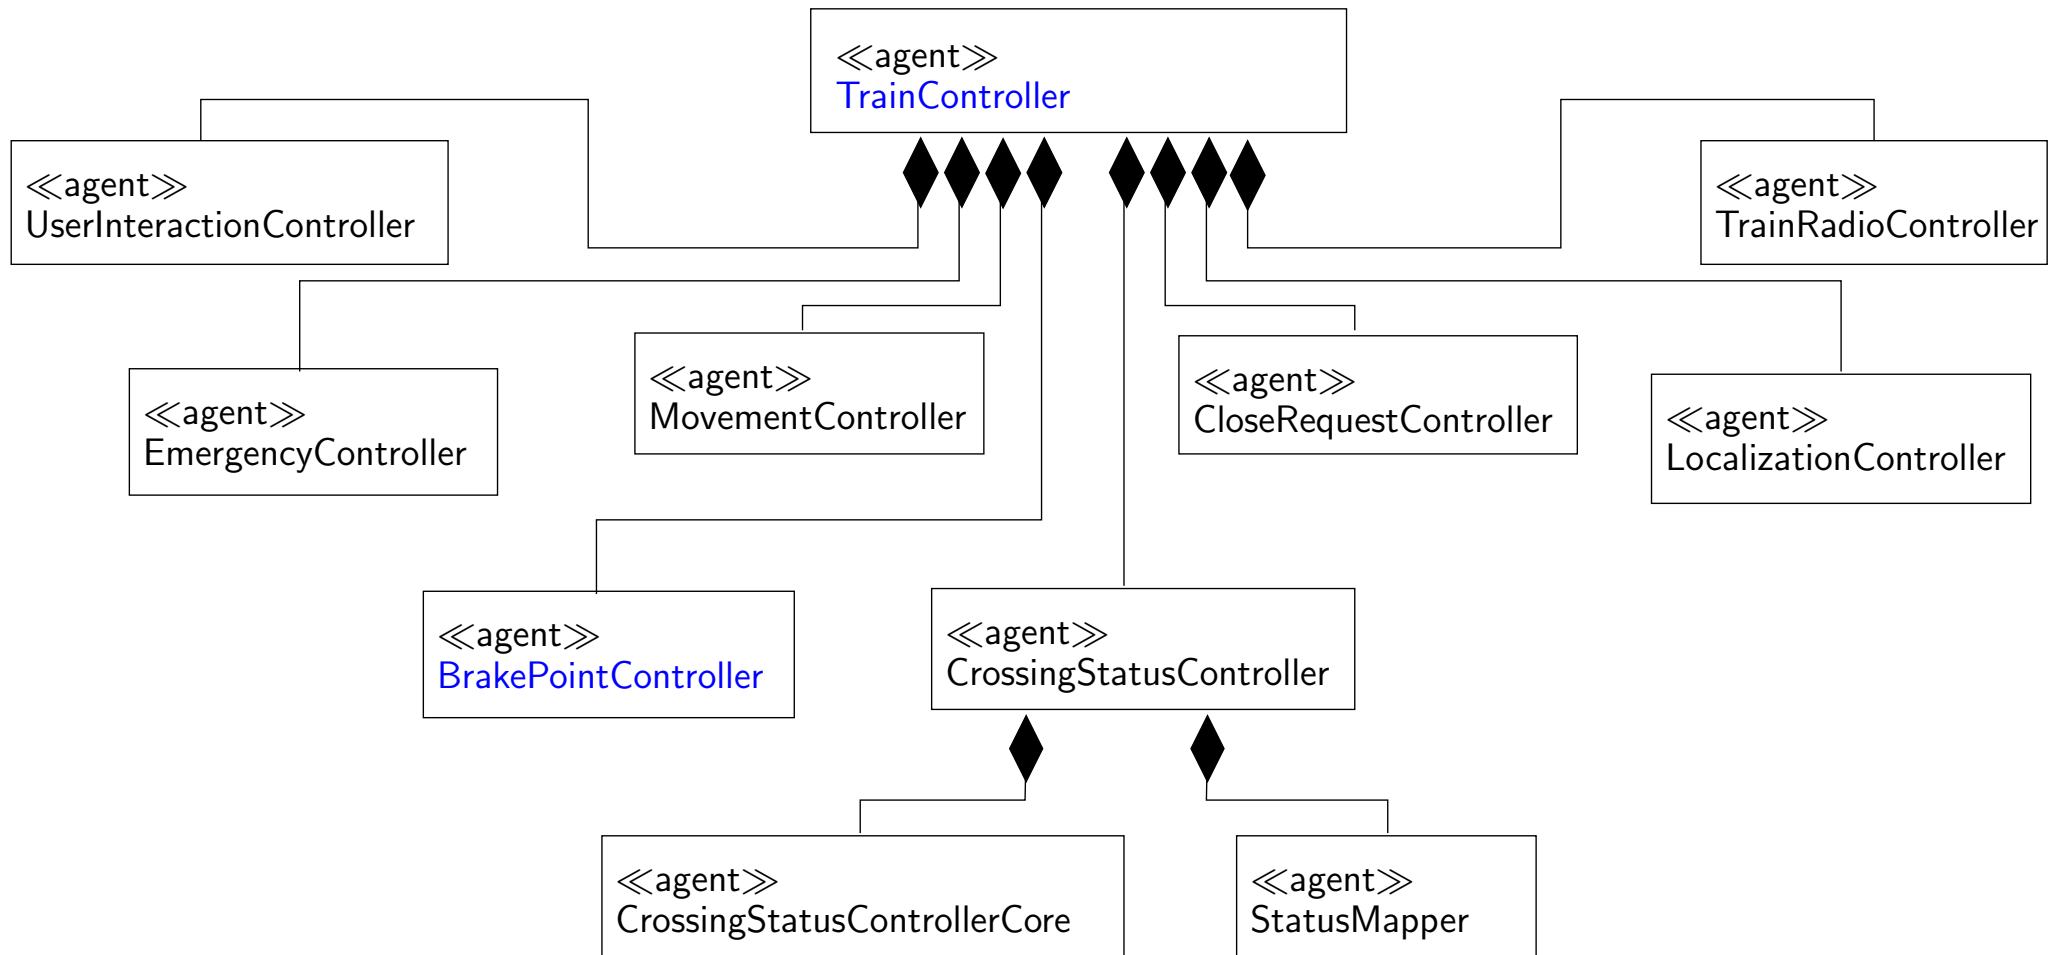 ≪agent≫
TrainController
≪agent≫
UserInteractionController
≪agent≫
TrainRadioController
≪agent≫
EmergencyController
≪agent≫
MovementController
≪agent≫
CloseRequestController
≪agent≫
LocalizationController
≪agent≫
BrakePointController
≪agent≫
CrossingStatusController
≪agent≫
CrossingStatusControllerCore
≪agent≫
StatusMapper